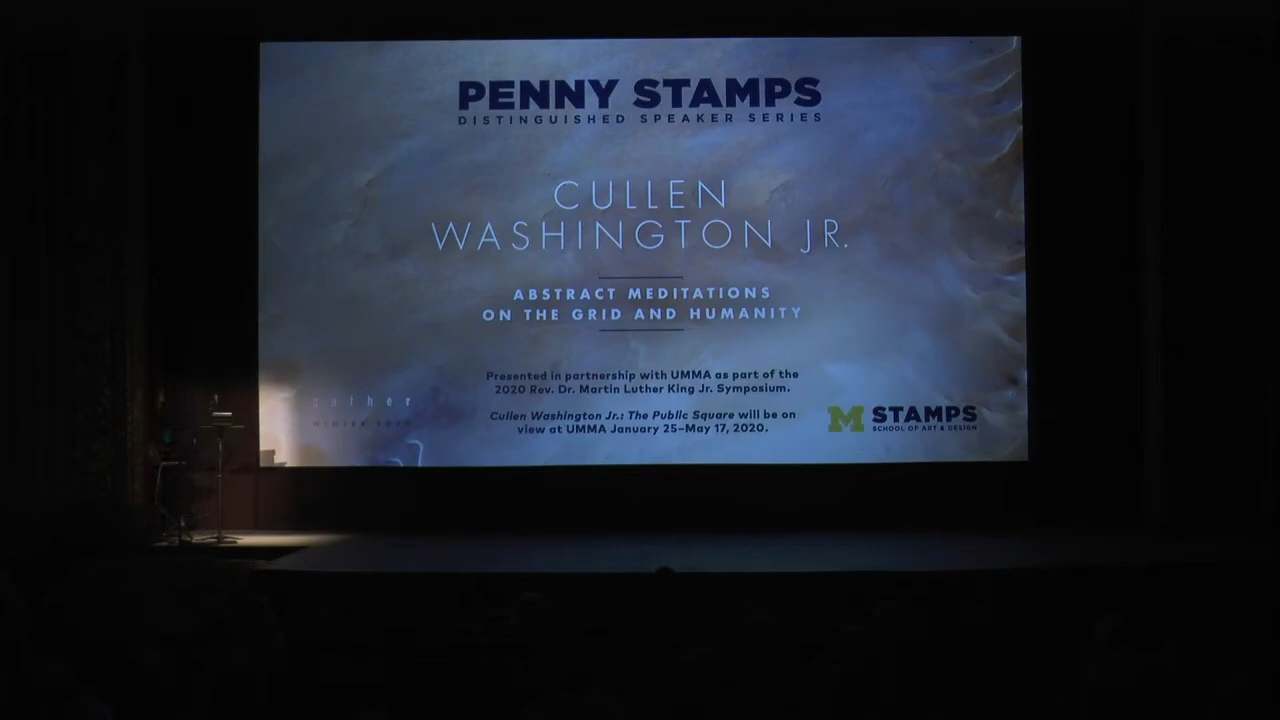 PENNY STAMPS
DISTINGUISHED SPEAKER SERIES
CULLEN
WASHINGTON JR.
ABSTRACT MEDITATIONS
ON THE GRID AND HUMANITY
Presented in partnership with UMMA as part of the
2020 Rev. Dr. Martin Luther King Jr. Symposium.
Cullen Washington Jr.: The Public Square will be on
view at UMMA January 25–May 17, 2020.
gather
M STAMPS
SCHOOL OF ART & DESIGN